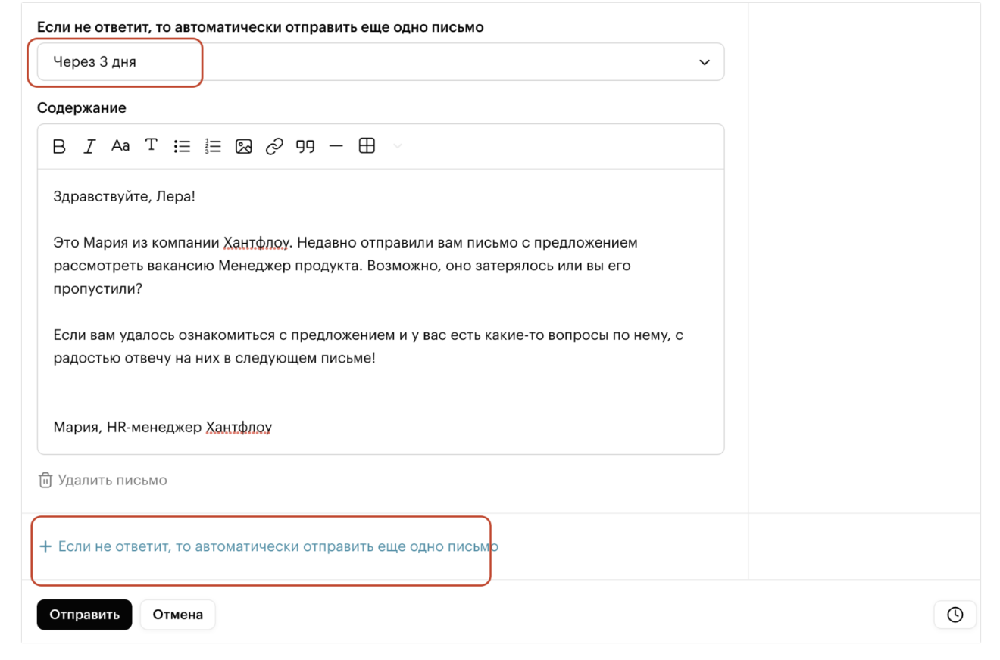 Если не ответит, то автоматически отправить еще одно письмо
Через 3 дня
Содержание
B I Aa T 99
Здравствуйте, Лера!
Это Мария из компании Хантфлоу. Недавно отправили вам письмо с предложением
рассмотреть вакансию Менеджер продукта. Возможно, оно затерялось или вы его
пропустили?
Если вам удалось ознакомиться с предложением и у вас есть какие-то вопросы по нему, с
радостью отвечу на них в следующем письме!
Мария, HR-менеджер Хантфлоу
Удалить письмо
+ Если не ответит, то автоматически отправить еще одно письмо
Отправить Отмена